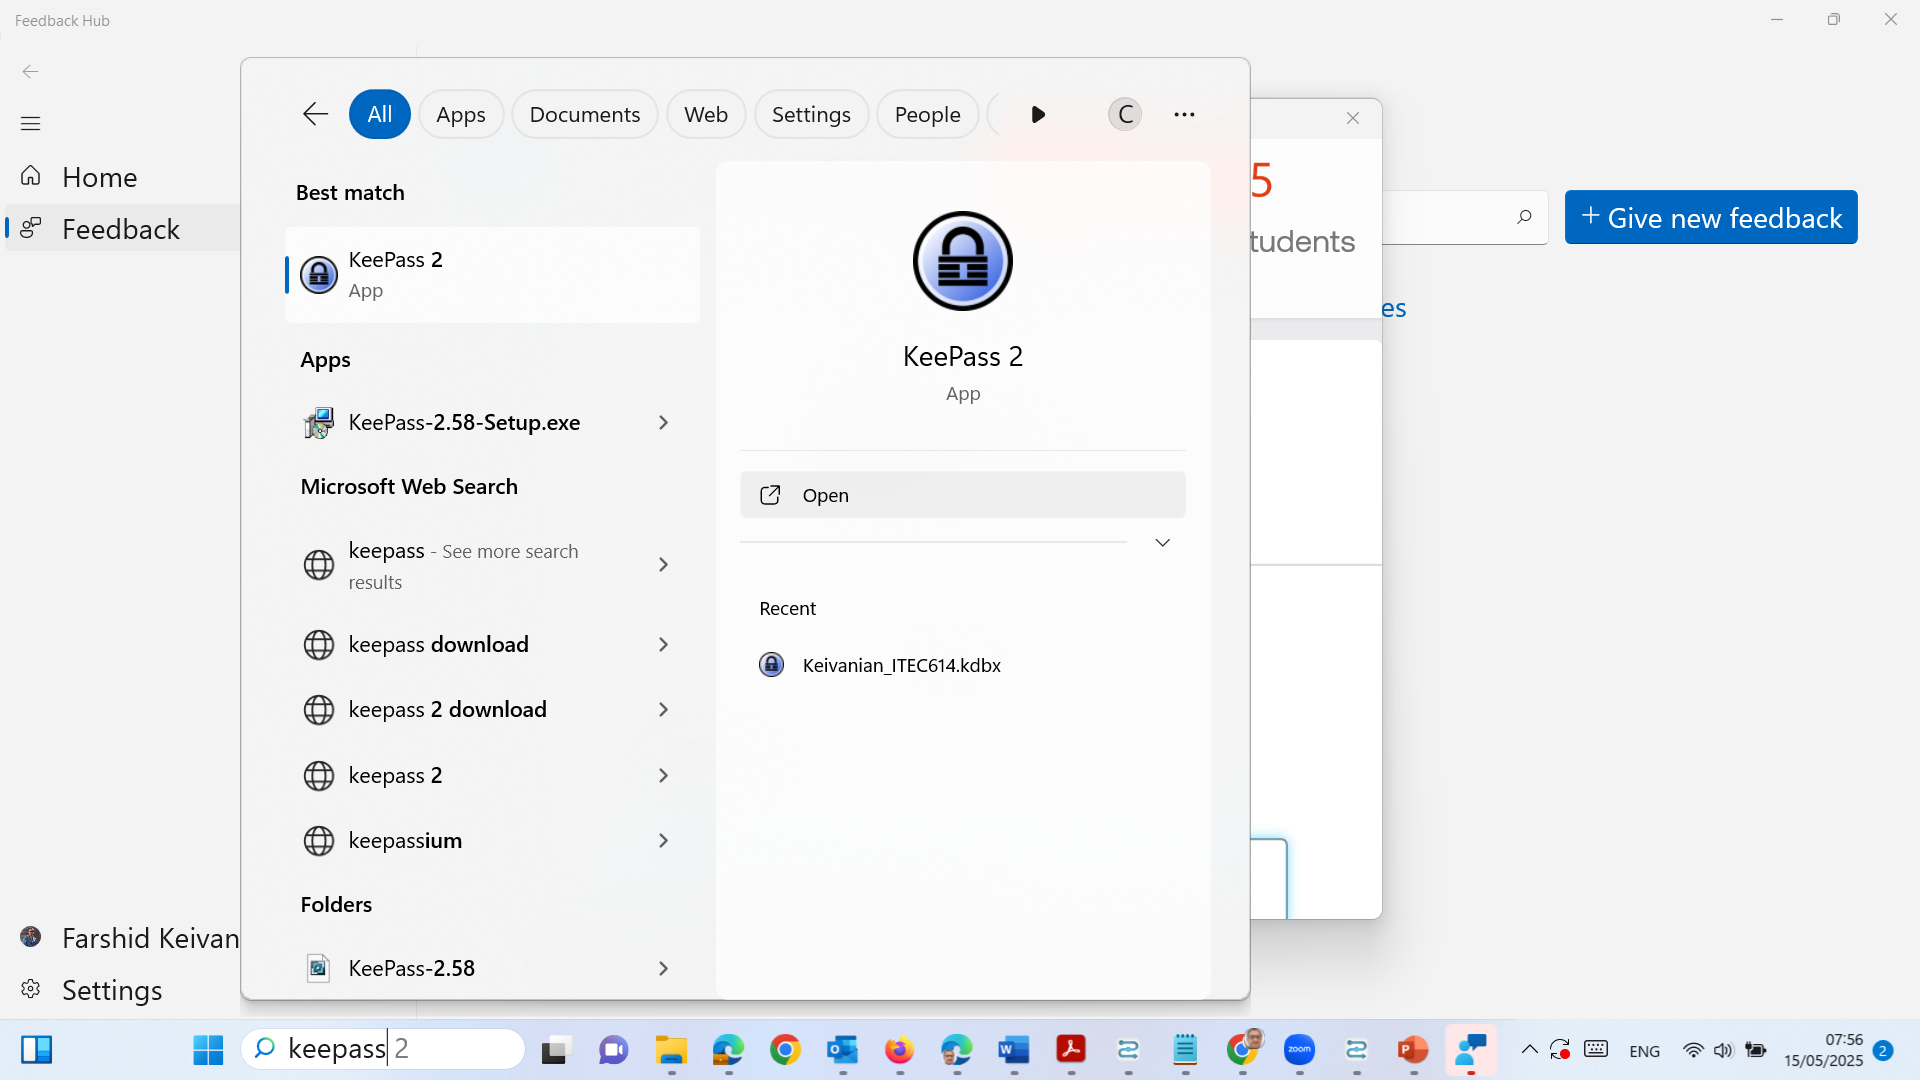 Feedback Hub
Home
Feedback
All
Apps
Documents
Web
Settings
People
C
Best match
KeePass 2
App
Apps
KeePass-2.58-Setup.exe
Microsoft Web Search
keepass - See more search
results
keepass download
keepass 2 download
keepass 2
keepassium
Folders
KeePass-2.58
KeePass 2
App
Open
Recent
Keivanian_ITEC614.kdbx
5
tudents
es
+ Give new feedback
Farshid Keivan
Settings
keepass 2
zoom
ENG
07:56
15/05/2025
2